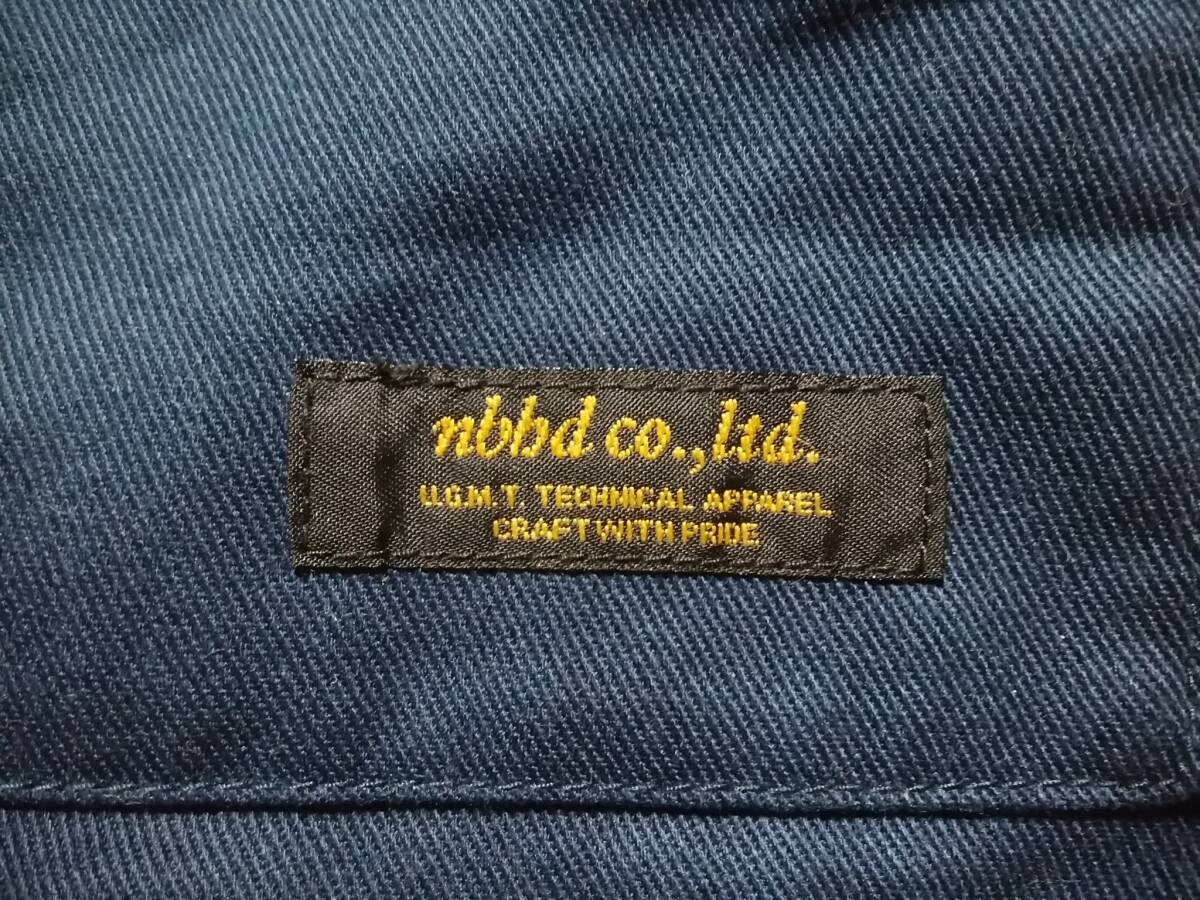 nbbd co.,ltd.
U.G.M.T. TECHNICAL APPAREL
CRAFT WITH PRIDE